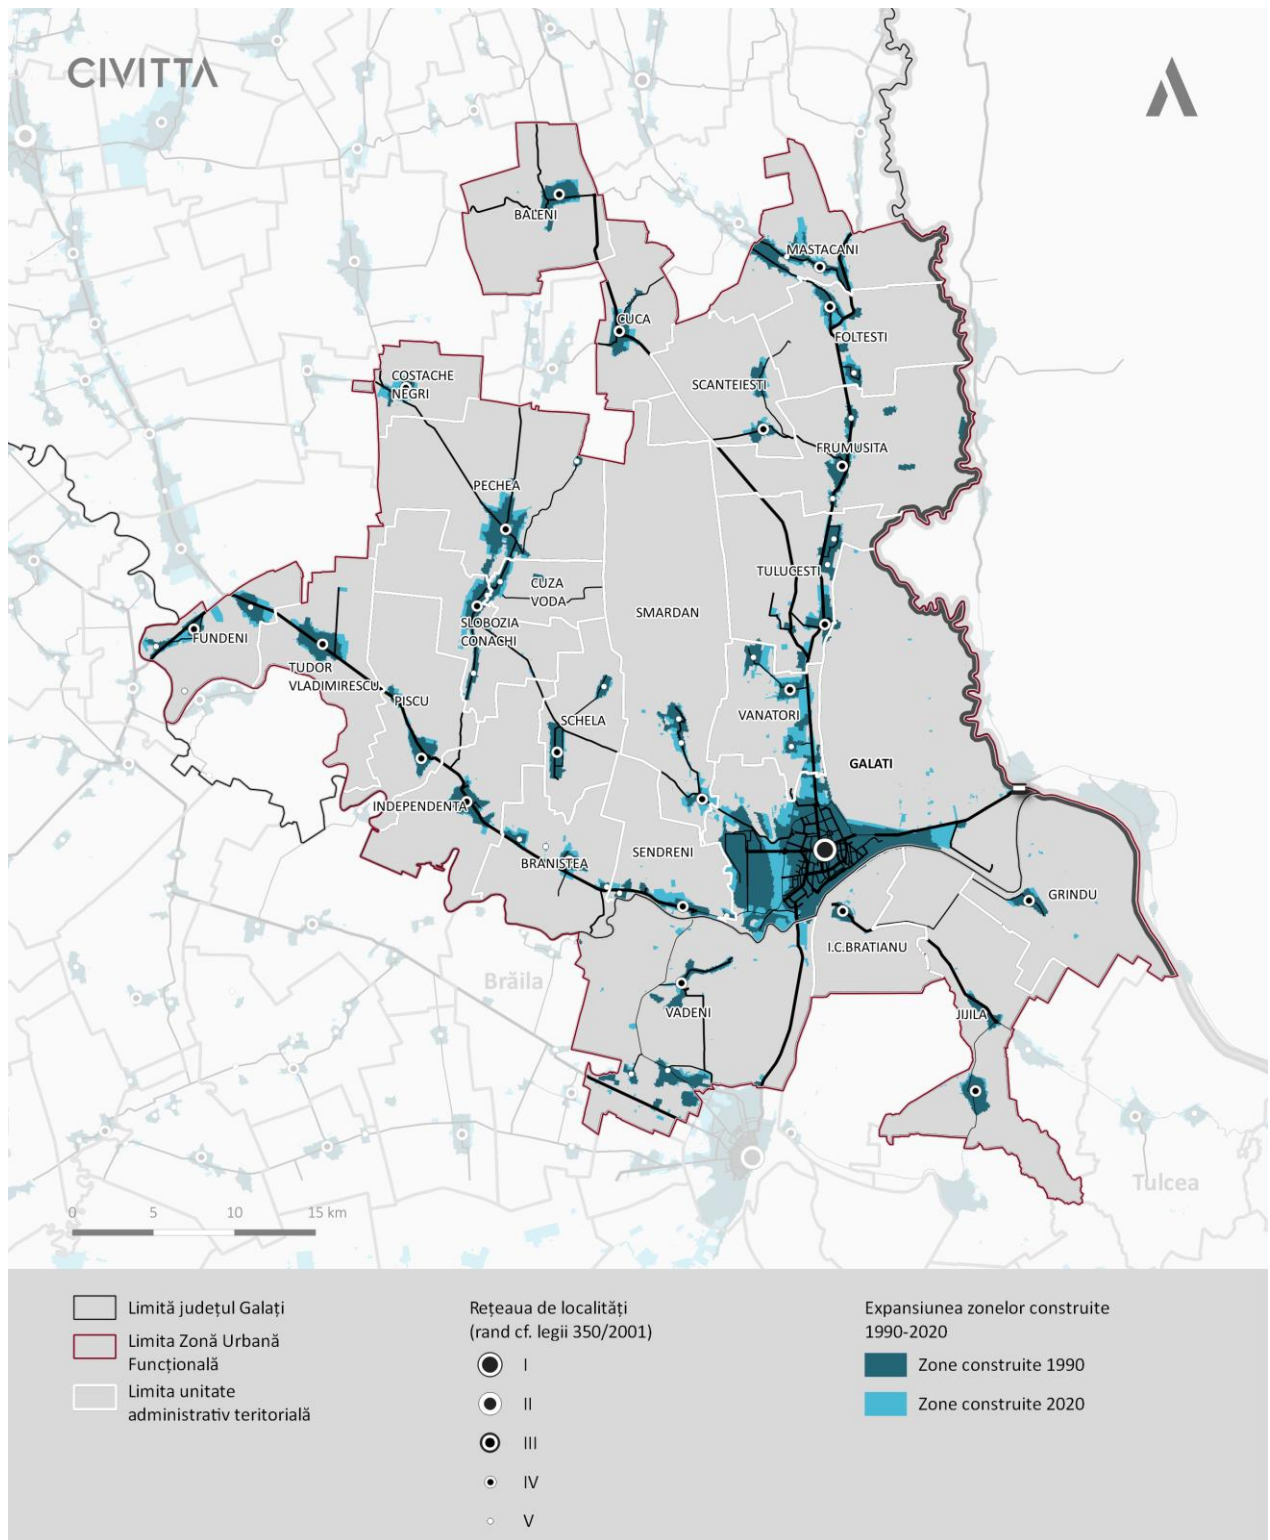 CIVITTA
BALENI
MASTACANI
CUCA
FOLTESTI
COSTACHE
NEGRI
SCANTEIESTI
FRUMUSITA
PECHEA
TULUCESTI
CUZA
VODA
SMARDAN
SLOBOZIA
CONACHI
FUNDENI
TUDOR
VLADIMIRESCU
PISCU
SCHELA
VANATORI
GALATI
INDEPENDENTA
BRANISTEA
SENDRENI
GRINDU
I.C.BRATIANU
Brăila
VADENI
JIJILA
Tulcea
0 5 10 15 km
Limită județul Galați
Limita Zonă Urbană
Funcțională
Limita unitate
administrativ teritorială
Rețeaua de localități
(rand cf. legii 350/2001)
I
II
III
IV
V
Expansiunea zonelor construite
1990-2020
Zone construite 1990
Zone construite 2020